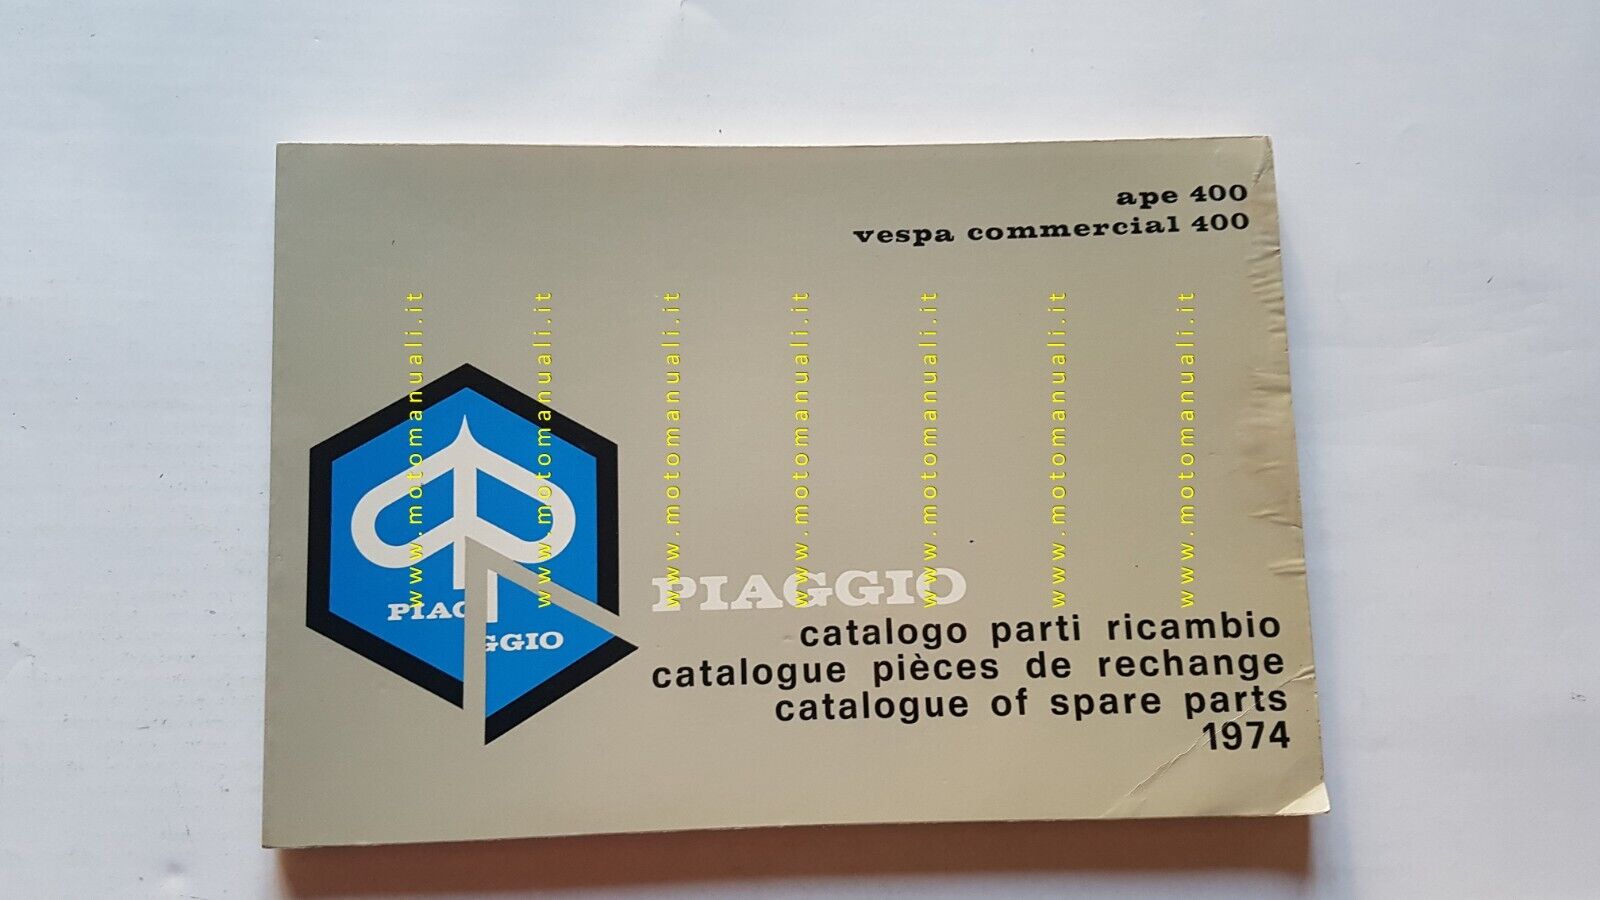 ape 400
vespa commercial 400
www.motomanuali.it www.motomanuali.it www.motomanuali.it www.motomanuali.it www.motomanuali.it www.motomanuali.it www.motomanuali.it
PIAG
GGIO
PIAGGIO
catalogo parti ricambio
catalogue pièces de rechange
catalogue of spare parts
1974